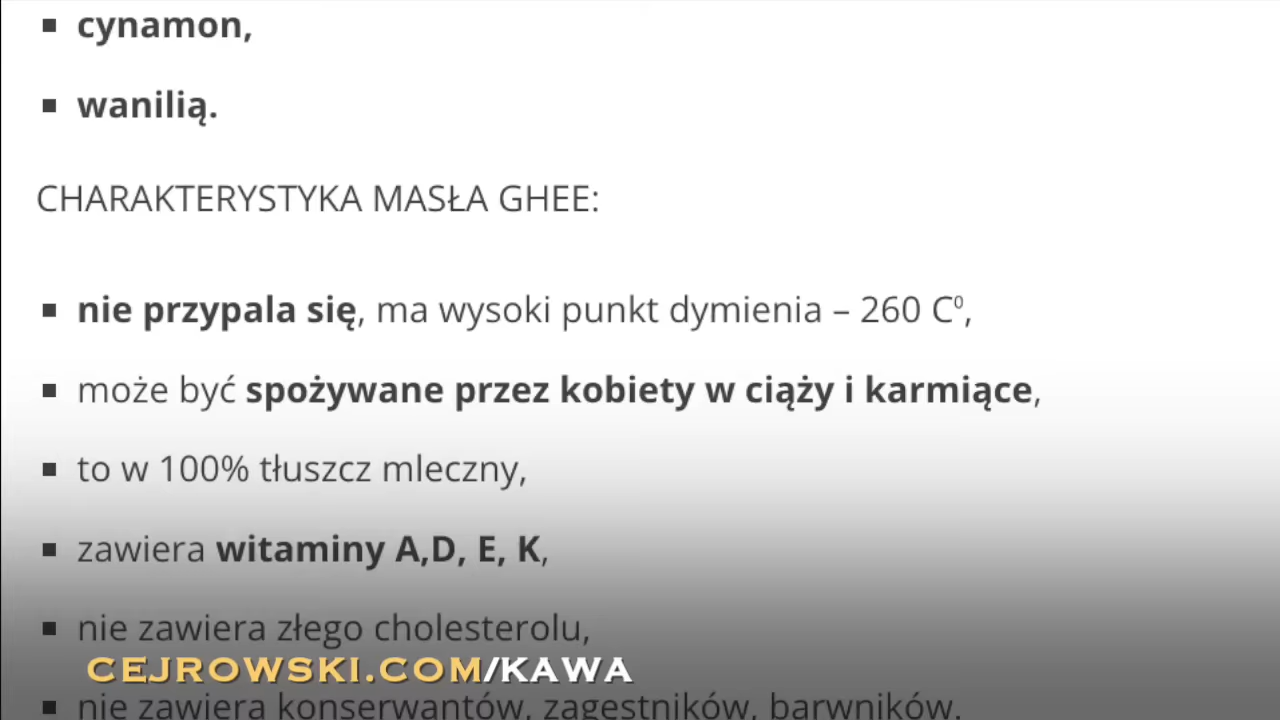 cynamon,
wanilią.
CHARAKTERYSTYKA MASŁA GHEE:
nie przypala się, ma wysoki punkt dymienia – 260 C⁰,
może być spożywane przez kobiety w ciąży i karmiące,
to w 100% tłuszcz mleczny,
zawiera witaminy A,D, E, K,
nie zawiera złego cholesterolu,
CEJROWSKI.COM/KAWA
nie zawiera konserwantów, zagęstników, barwników.